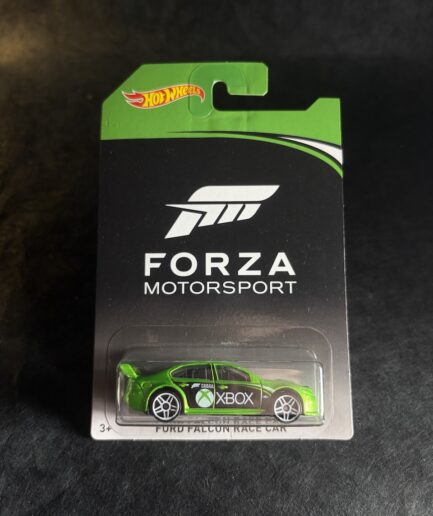 Hot Wheels
FORZA
MOTORSPORT
FORZA
XBOX
3+
FORD FALCON RACE CAR